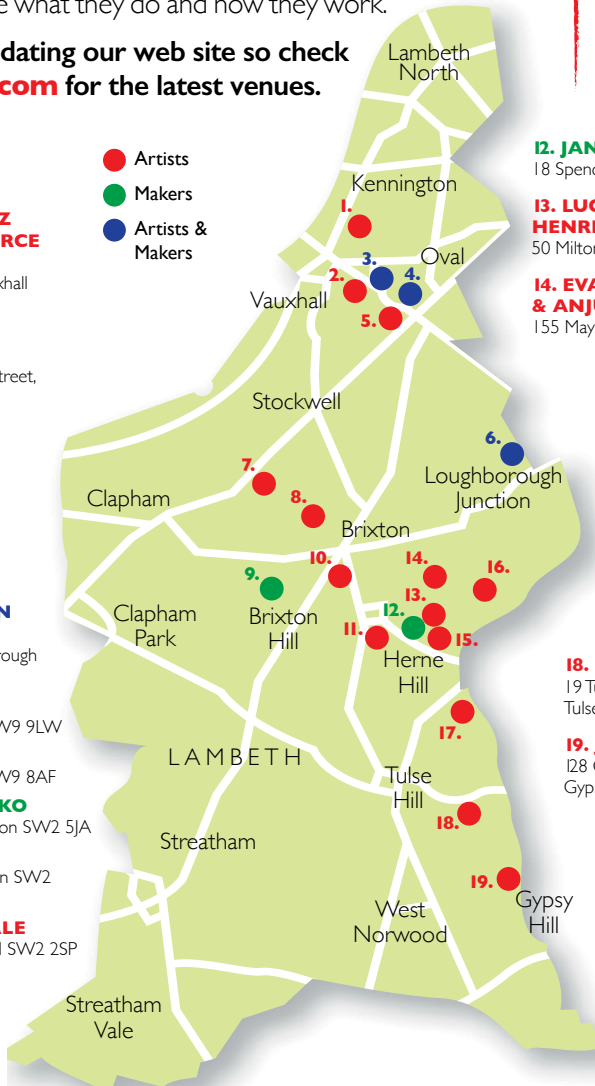 what they do and how they work.
dating our web site so check
.com for the latest venues.
Artists
Makers
Artists &
Makers
Z
RCE
khall
treet,
N
rough
W9 9LW
W9 8AF
KO
on SW2 5JA
n SW2
LE
SW2 2SP
Lambeth
North
Kennington
1.
Oval
3.
4.
2.
Vauxhall
5.
Stockwell
6.
Loughborough
Junction
7.
Clapham
8.
Brixton
10.
14.
16.
9.
13.
12.
Clapham
Park
Brixton
Hill
11.
15.
Herne
Hill
17.
LAMBETH
Tulse
Hill
18.
Streatham
19.
Gypsy
Hill
West
Norwood
Streatham
Vale
12. JAN
18 Spenc
13. LUC
HENRI
50 Milton
14. EVA
& ANJU
155 May
18.
19 Tu
Tulse
19.
128
Gyp